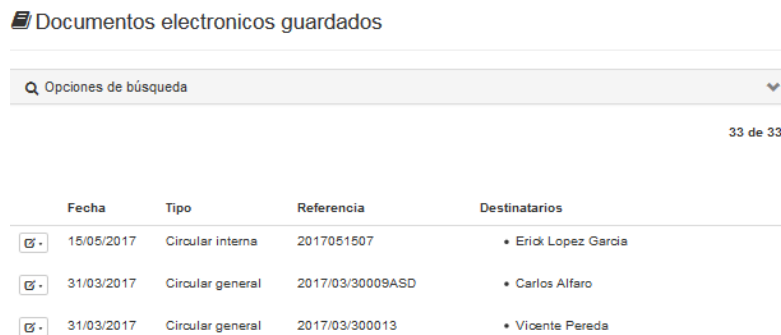 Documentos electronicos guardados
Opciones de búsqueda
33 de 33
Fecha Tipo Referencia Destinatarios
15/05/2017 Circular interna 2017051507 • Erick Lopez Garcia
31/03/2017 Circular general 2017/03/30009ASD • Carlos Alfaro
31/03/2017 Circular general 2017/03/300013 • Vicente Pereda